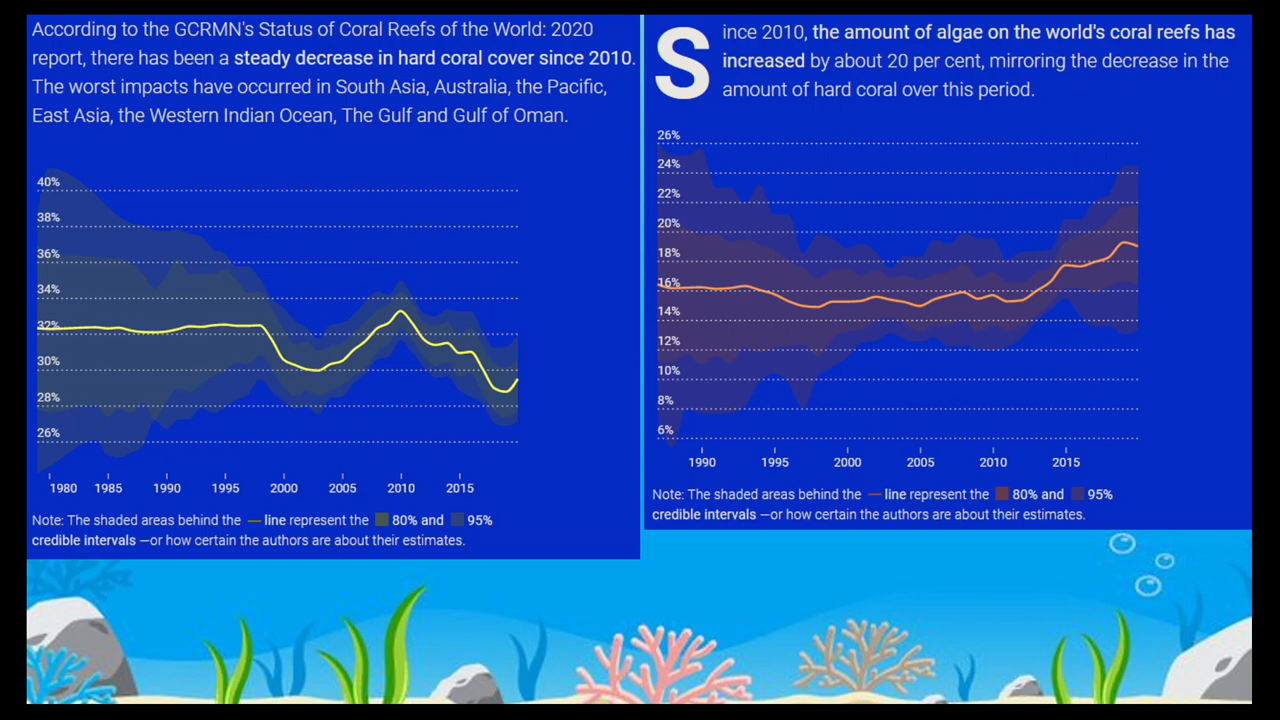 According to the GCRMN's Status of Coral Reefs of the World: 2020
report, there has been a steady decrease in hard coral cover since 2010.
The worst impacts have occurred in South Asia, Australia, the Pacific,
East Asia, the Western Indian Ocean, The Gulf and Gulf of Oman.
40%
38%
36%
34%
32%
30%
28%
26%
1980 1985 1990 1995 2000 2005 2010 2015
Note: The shaded areas behind the — line represent the 80% and 95%
credible intervals —or how certain the authors are about their estimates.
Since 2010, the amount of algae on the world's coral reefs has
increased by about 20 per cent, mirroring the decrease in the
amount of hard coral over this period.
26%
24%
22%
20%
18%
16%
14%
12%
10%
8%
6%
1990 1995 2000 2005 2010 2015
Note: The shaded areas behind the — line represent the 80% and 95%
credible intervals —or how certain the authors are about their estimates.